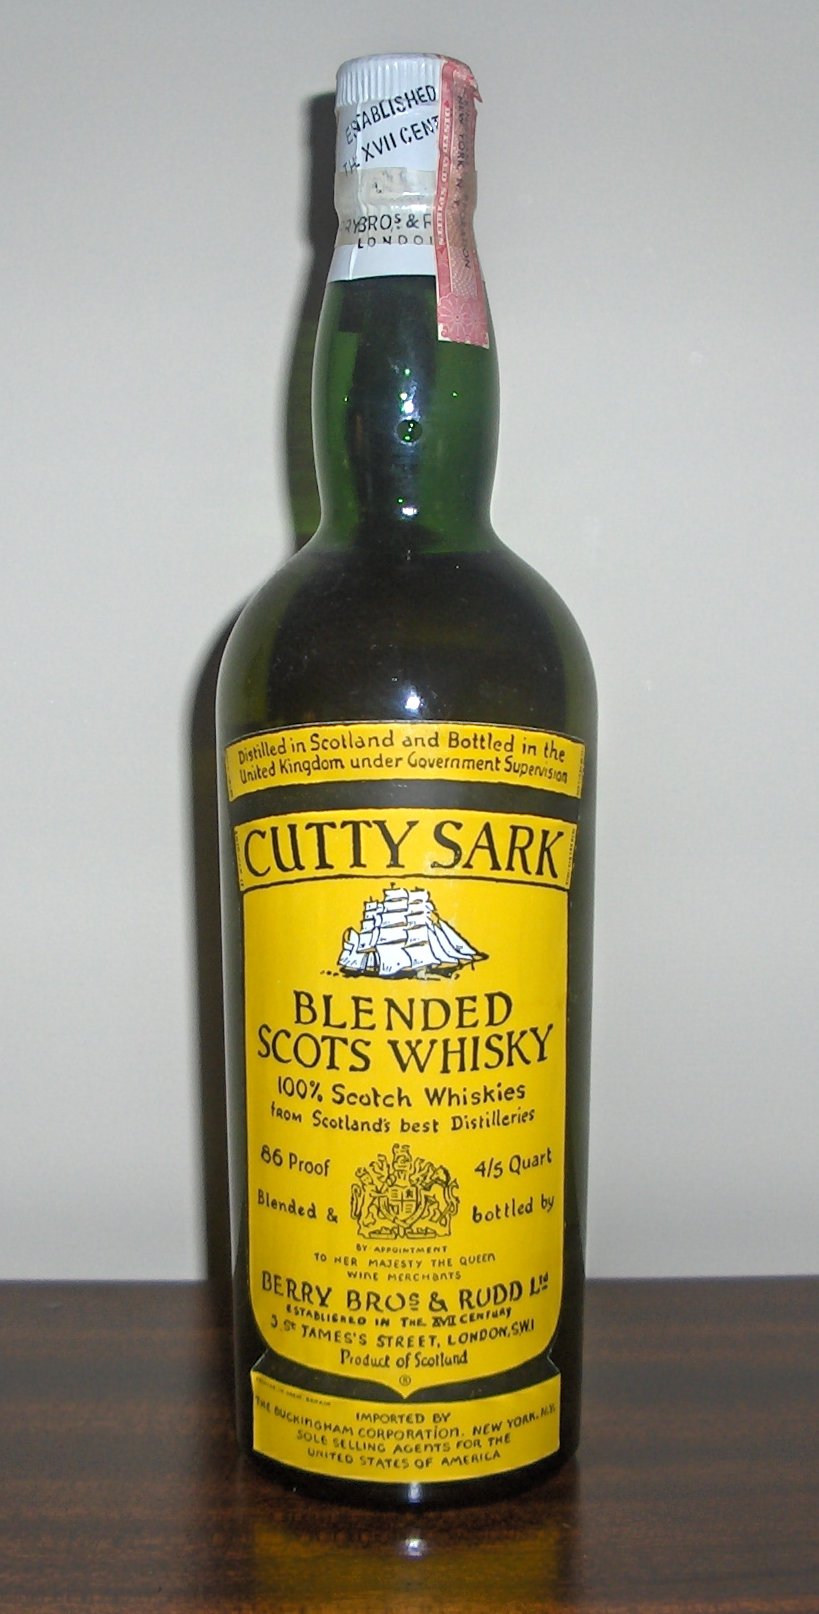 ESTABLISHED
THE XVII CENT
RY BROS & R
LONDO
Distilled in Scotland and Bottled in the
United Kingdom under Government Supervision
CUTTY SARK
BLENDED
SCOTS WHISKY
100% Scotch Whiskies
from Scotland's best Distilleries
86 Proof
4/5 Quart
Blended &
bottled by
BY APPOINTMENT
TO HER MAJESTY THE QUEEN
WINE MERCHANTS
BERRY BROS & RUDD Ltd
ESTABLISHED IN THE XVII CENTURY
3, St JAMES'S STREET, LONDON, S.W.1
Product of Scotland
®
IMPORTED BY
THE BUCKINGHAM CORPORATION, NEW YORK, N.Y.
SOLE SELLING AGENTS FOR THE
UNITED STATES OF AMERICA